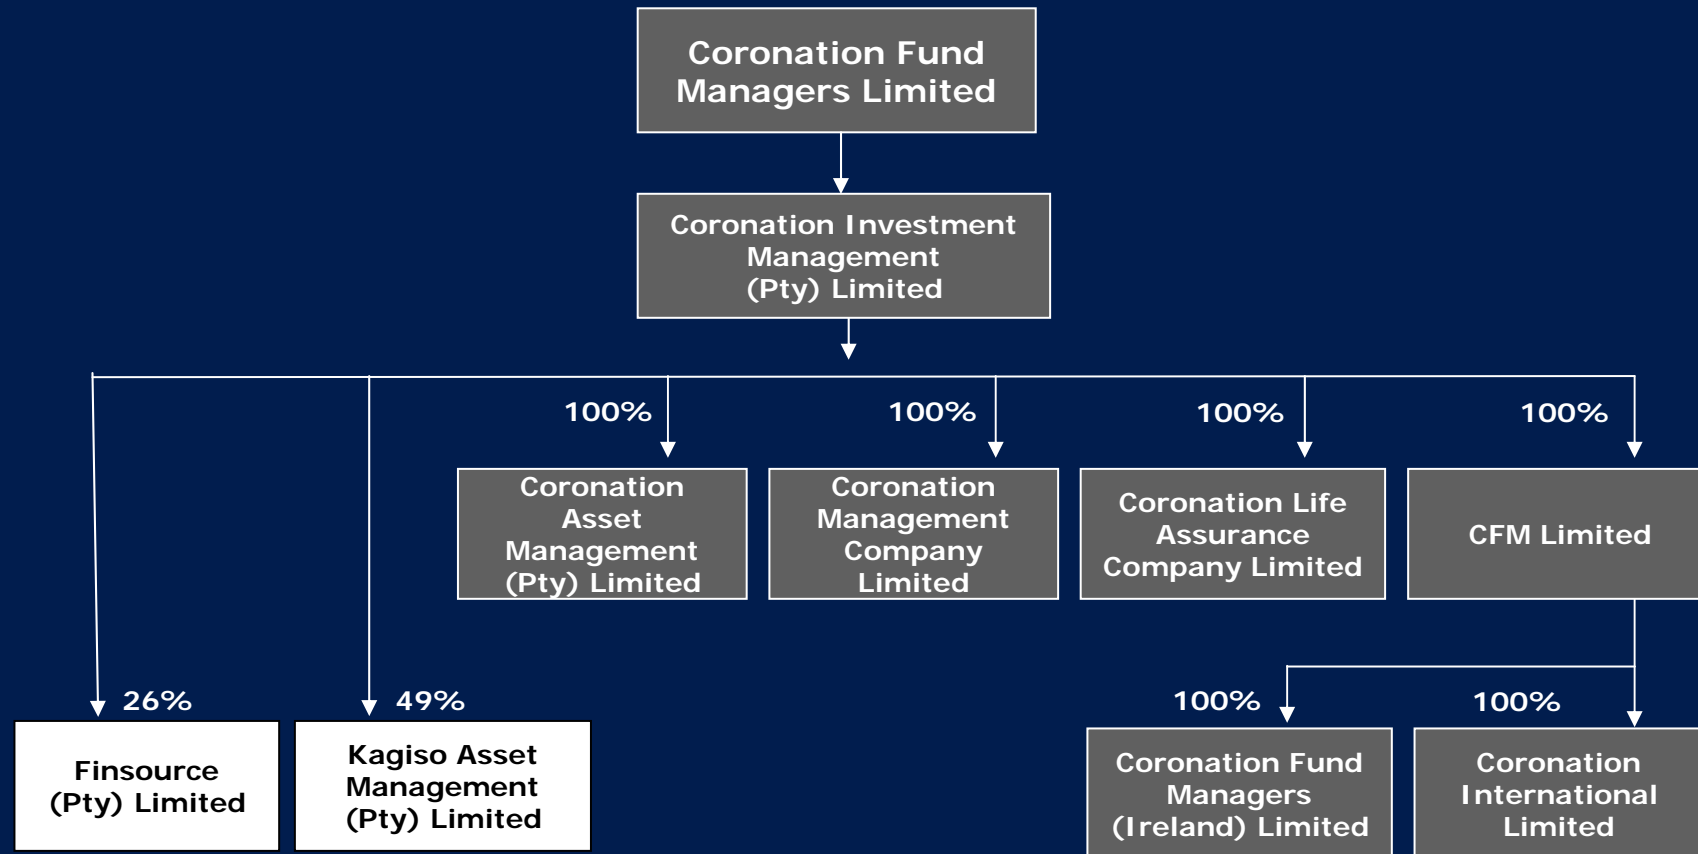 Coronation Fund
Managers Limited
Coronation Investment
Management
(Pty) Limited
100%
100%
100%
100%
Coronation
Asset
Management
(Pty) Limited
Coronation
Management
Company
Limited
Coronation Life
Assurance
Company Limited
CFM Limited
26%
49%
100%
100%
Finsource
(Pty) Limited
Kagiso Asset
Management
(Pty) Limited
Coronation Fund
Managers
(Ireland) Limited
Coronation
International
Limited